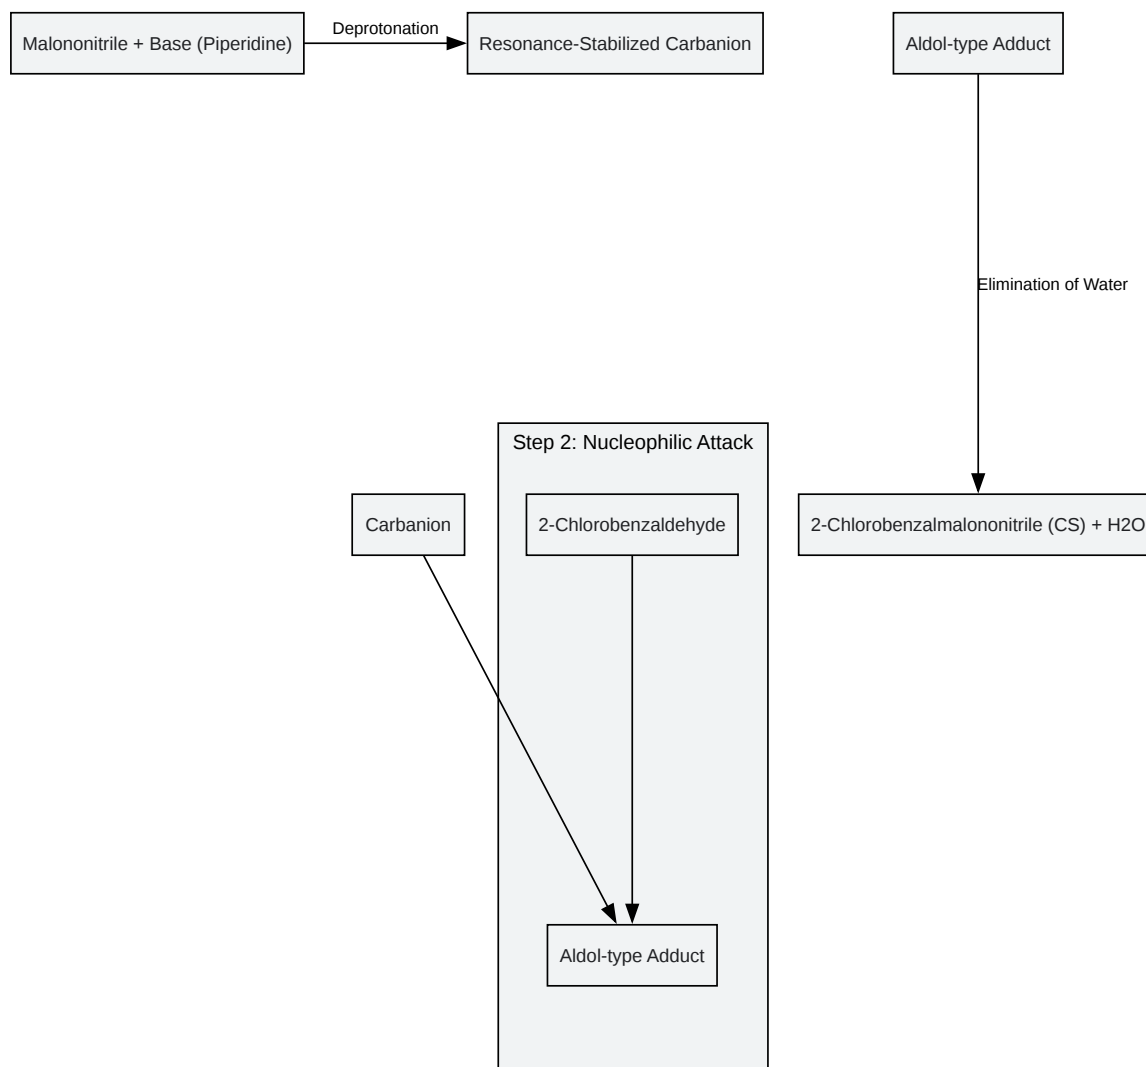 Malononitrile + Base (Piperidine)
Deprotonation
Resonance-Stabilized Carbanion
Aldol-type Adduct
Elimination of Water
Step 2: Nucleophilic Attack
Carbanion
2-Chlorobenzaldehyde
2-Chlorobenzalmalononitrile (CS) + H2O
Aldol-type Adduct